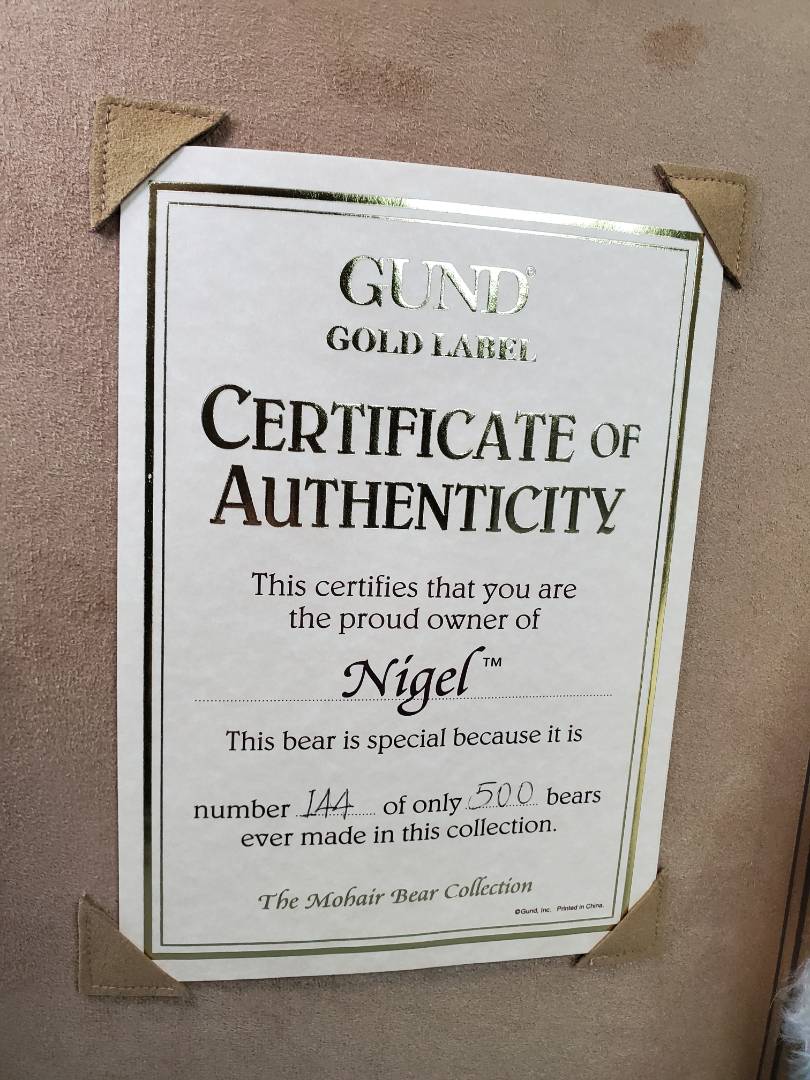 GUND®
GOLD LABEL
CERTIFICATE OF
AUTHENTICITY
This certifies that you are
the proud owner of
Nigel™
This bear is special because it is
number 144 of only 500 bears
ever made in this collection.
The Mohair Bear Collection
©Gund, Inc. Printed in China.